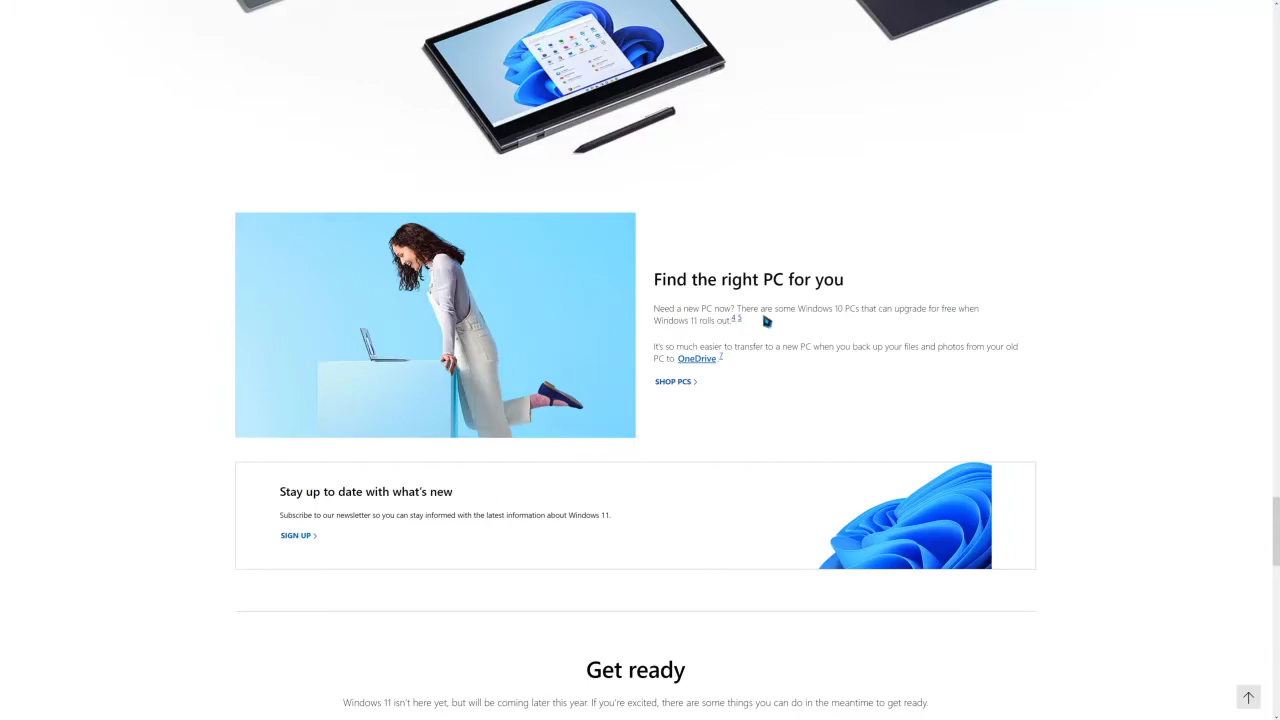 Find the right PC for you
Need a new PC now? There are some Windows 10 PCs that can upgrade for free when
Windows 11 rolls out.4 5
It's so much easier to transfer to a new PC when you back up your files and photos from your old
PC to OneDrive.7
SHOP PCS
Stay up to date with what's new
Subscribe to our newsletter so you can stay informed with the latest information about Windows 11.
SIGN UP
Get ready
Windows 11 isn't here yet, but will be coming later this year. If you're excited, there are some things you can do in the meantime to get ready.